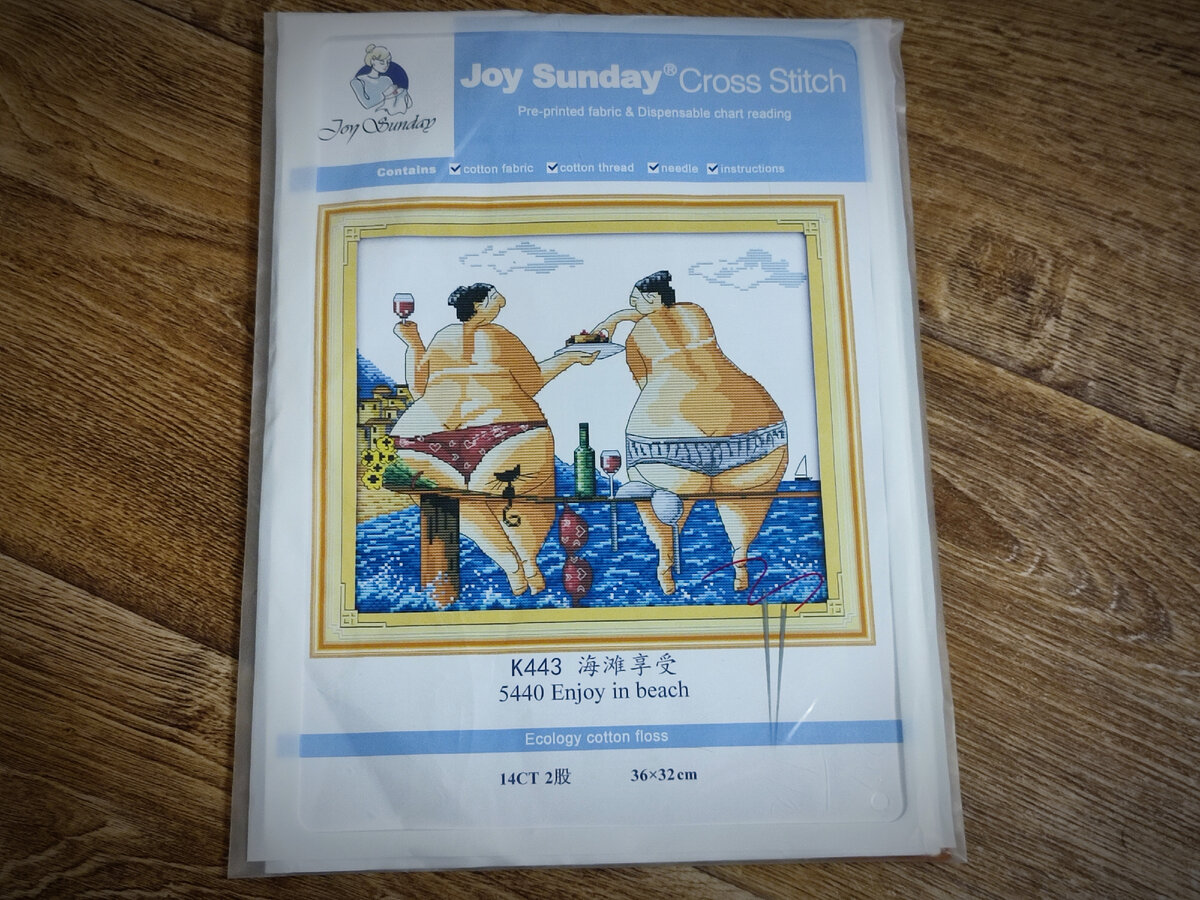 Joy Sunday
Joy Sunday® Cross Stitch
Pre-printed fabric & Dispensable chart reading
Contains cotton fabric cotton thread needle instructions
K443 海滩享受
5440 Enjoy in beach
Ecology cotton floss
14CT 2股 36×32cm